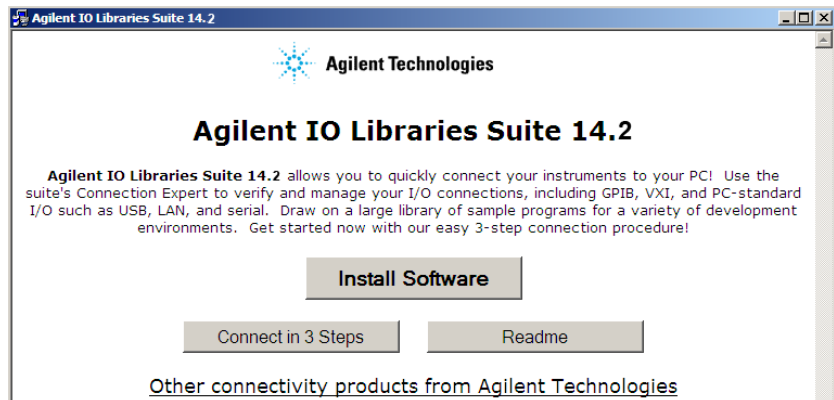 Agilent IO Libraries Suite 14.2
Agilent Technologies
Agilent IO Libraries Suite 14.2
Agilent IO Libraries Suite 14.2 allows you to quickly connect your instruments to your PC! Use the
suite's Connection Expert to verify and manage your I/O connections, including GPIB, VXI, and PC-standard
I/O such as USB, LAN, and serial. Draw on a large library of sample programs for a variety of development
environments. Get started now with our easy 3-step connection procedure!
Install Software
Connect in 3 Steps Readme
Other connectivity products from Agilent Technologies